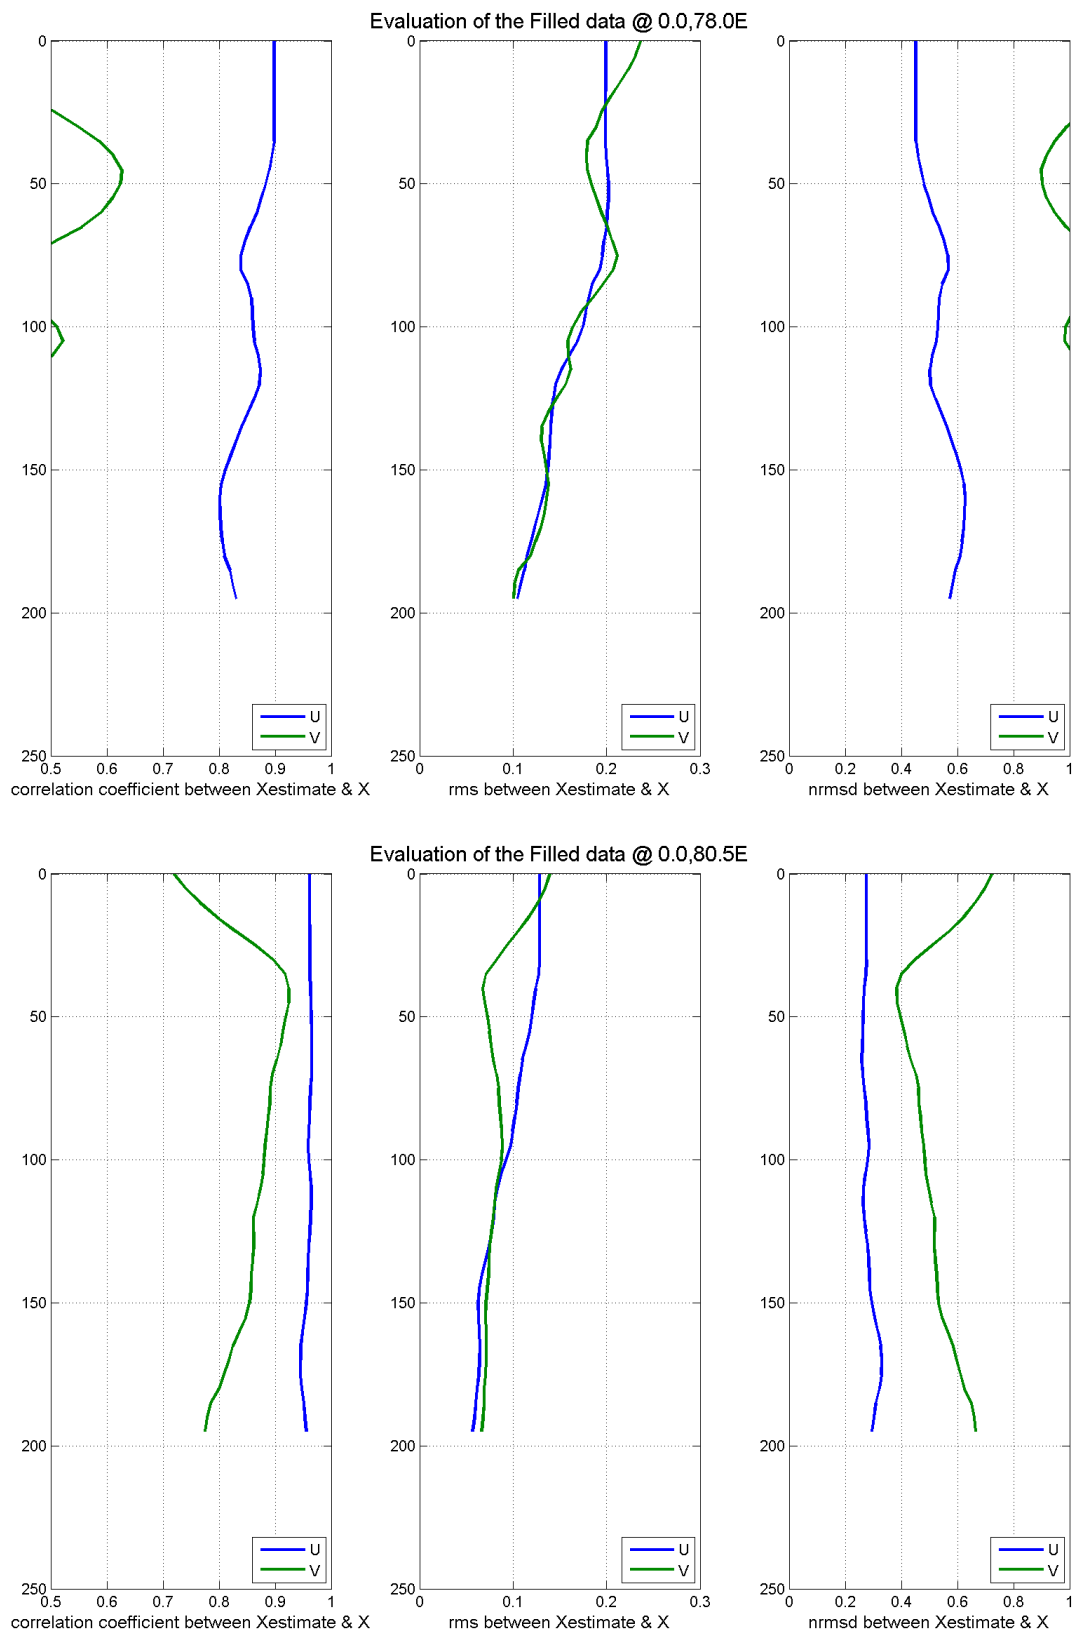 Evaluation of the Filled data @ 0.0,78.0E
0
50
100
150
200
250
0.5 0.6 0.7 0.8 0.9 1
correlation coefficient between Xestimate & X
U
V
0
50
100
150
200
250
0 0.1 0.2 0.3
rms between Xestimate & X
U
V
0
50
100
150
200
250
0 0.2 0.4 0.6 0.8 1
nrmsd between Xestimate & X
U
V
Evaluation of the Filled data @ 0.0,80.5E
0
50
100
150
200
250
0.5 0.6 0.7 0.8 0.9 1
correlation coefficient between Xestimate & X
U
V
0
50
100
150
200
250
0 0.1 0.2 0.3
rms between Xestimate & X
U
V
0
50
100
150
200
250
0 0.2 0.4 0.6 0.8 1
nrmsd between Xestimate & X
U
V